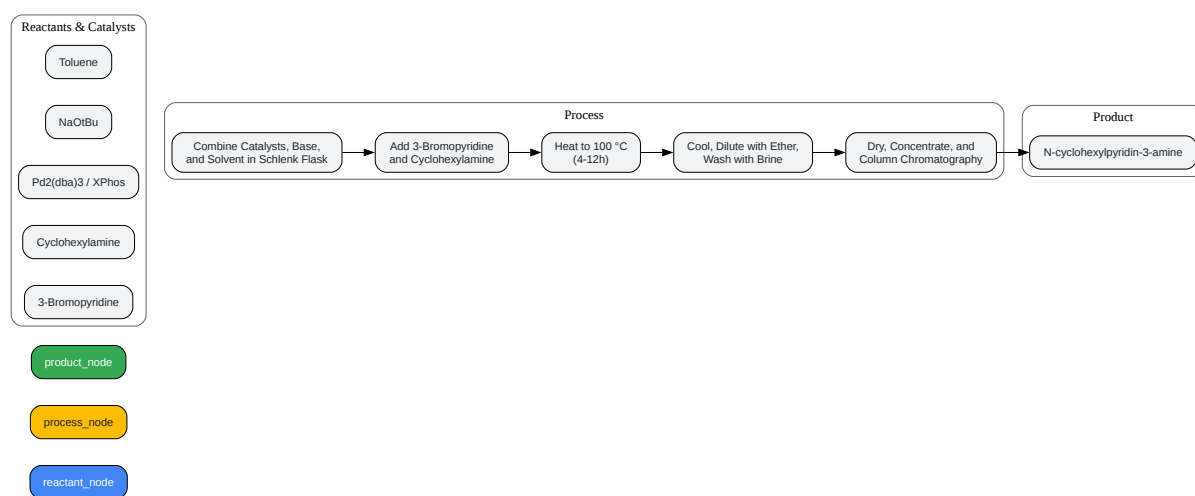 Reactants & Catalysts
Toluene
NaOtBu
Pd2(dba)3 / XPhos
Cyclohexylamine
3-Bromopyridine
product_node
process_node
reactant_node
Process
Combine Catalysts, Base,
and Solvent in Schlenk Flask
Add 3-Bromopyridine
and Cyclohexylamine
Heat to 100 °C
(4-12h)
Cool, Dilute with Ether,
Wash with Brine
Dry, Concentrate, and
Column Chromatography
Product
N-cyclohexylpyridin-3-amine